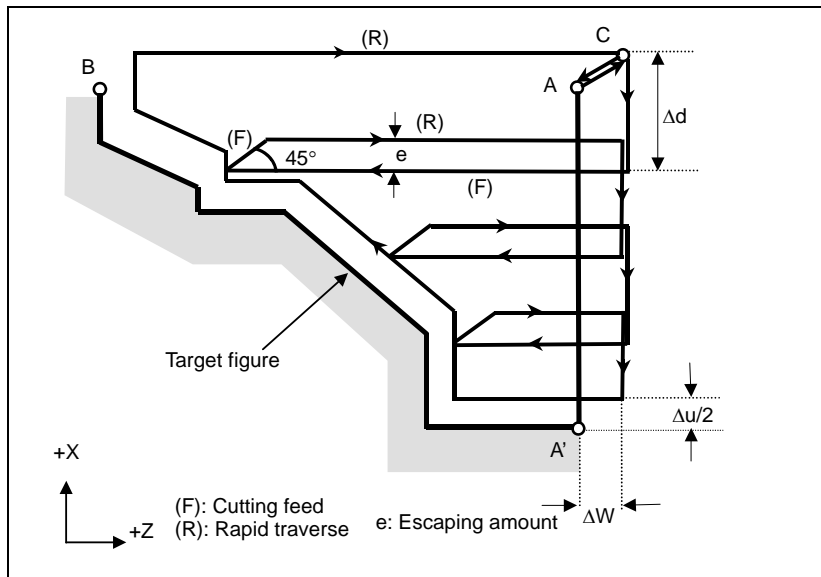 (R)
C
B
A
Δd
(F)
(R)
45°
e
(F)
Target figure
Δu/2
A'
+X
(F): Cutting feed
(R): Rapid traverse
e: Escaping amount
ΔW
+Z